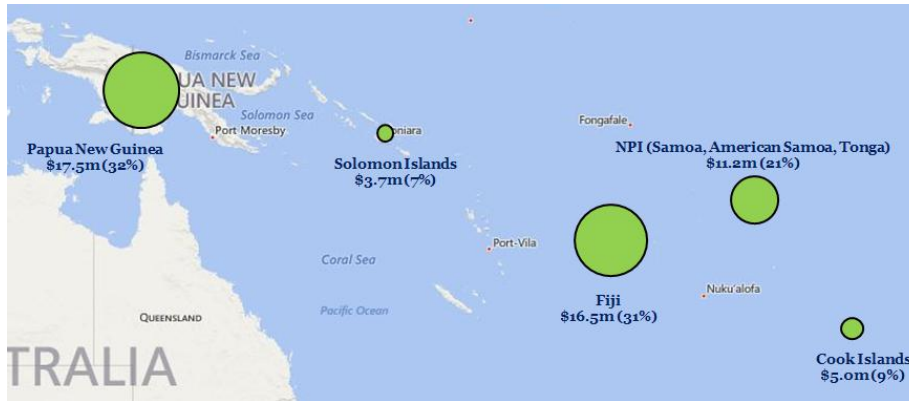 Bismarck Sea
UA NEW
UINEA
Solomon Sea
Port Moresby
oniara
Fongafale
Papua New Guinea
$17.5m (32%)
Solomon Islands
$3.7m (7%)
NPI (Samoa, American Samoa, Tonga)
$11.2m (21%)
Port-Vila
Coral Sea
Nuku'alofa
Fiji
$16.5m (31%)
Pacific Ocean
QUEENSLAND
TRALIA
Cook Islands
$5.0m (9%)